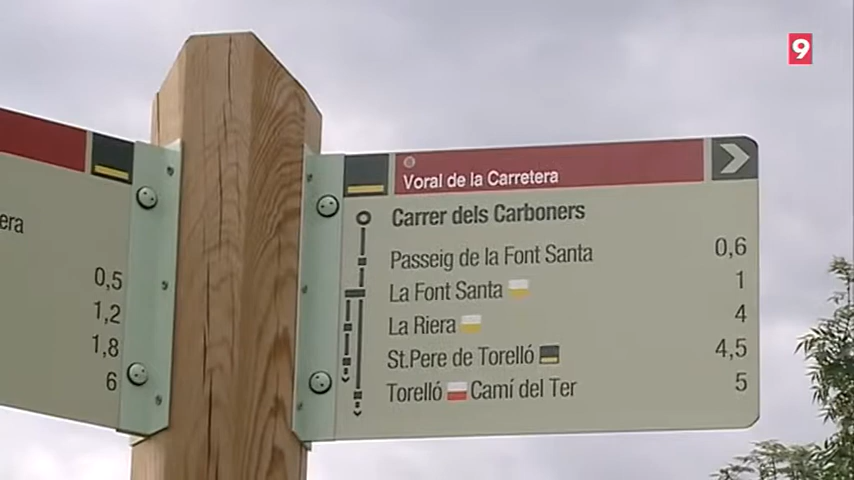 9
Voral de la Carretera
Carrer dels Carboners
Passeig de la Font Santa 0,6
La Font Santa 1
La Riera 4
St.Pere de Torelló 4,5
Torelló Camí del Ter 5
0,5
1,2
1,8
6